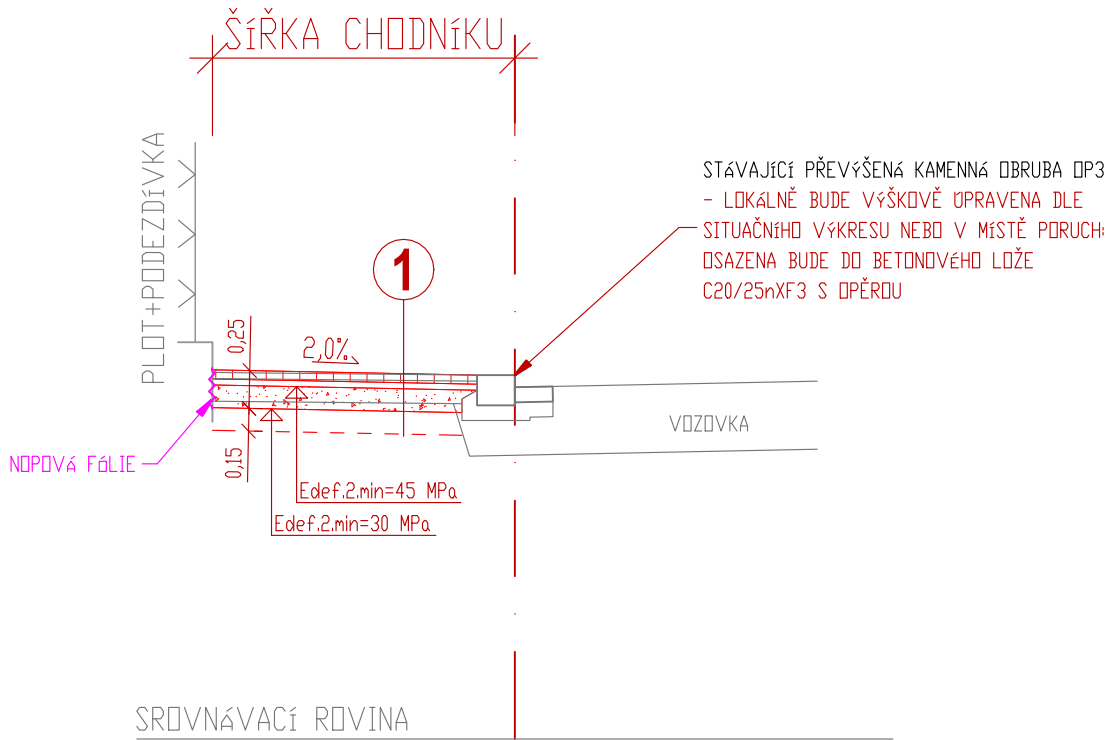 ŠÍŘKA CHODNÍKU
PLOT+PODEZDÍVKA
STÁVAJÍCÍ PŘEVÝŠENÁ KAMENNÁ OBRUBA OP3
- LOKÁLNĚ BUDE VÝŠKOVĚ UPRAVENA DLE
SITUAČNÍHO VÝKRESU NEBO V MÍSTĚ PORUCH:
OSAZENA BUDE DO BETONOVÉHO LOŽE
C20/25nXF3 S OPĚROU
1
0,25
2,0%
VOZOVKA
NOPOVÁ FÓLIE
0,15
Edef.2.min=45 MPa
Edef.2.min=30 MPa
SROVNÁVACÍ ROVINA